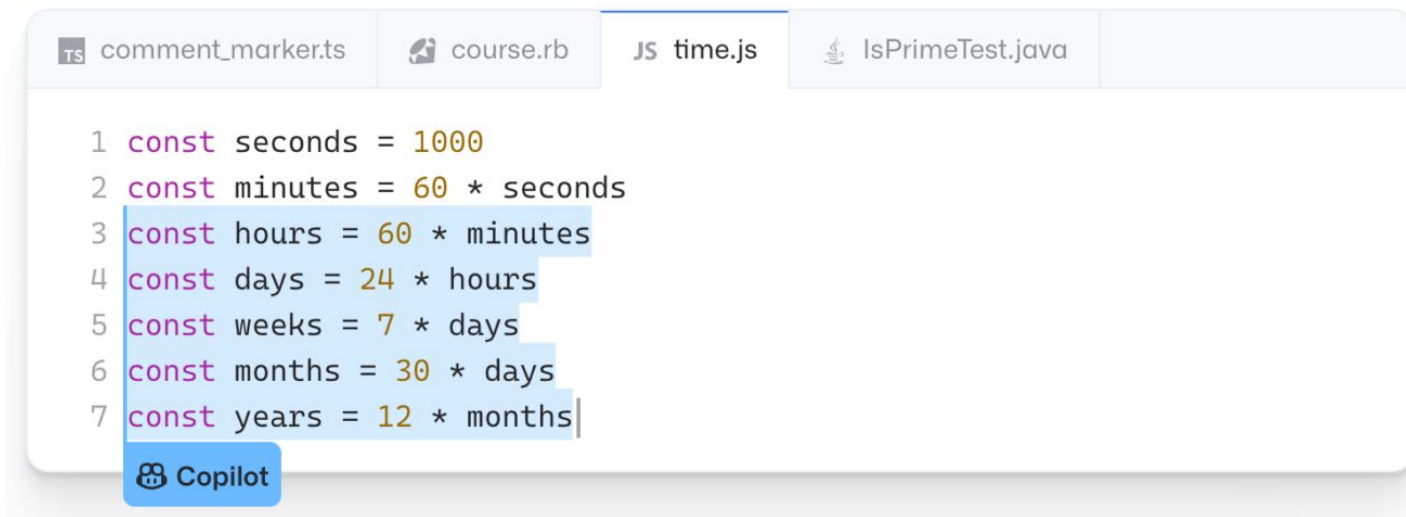 TS comment_marker.ts course.rb JS time.js IsPrimeTest.java
1 const seconds = 1000
2 const minutes = 60 * seconds
3 const hours = 60 * minutes
4 const days = 24 * hours
5 const weeks = 7 * days
6 const months = 30 * days
7 const years = 12 * months
Copilot